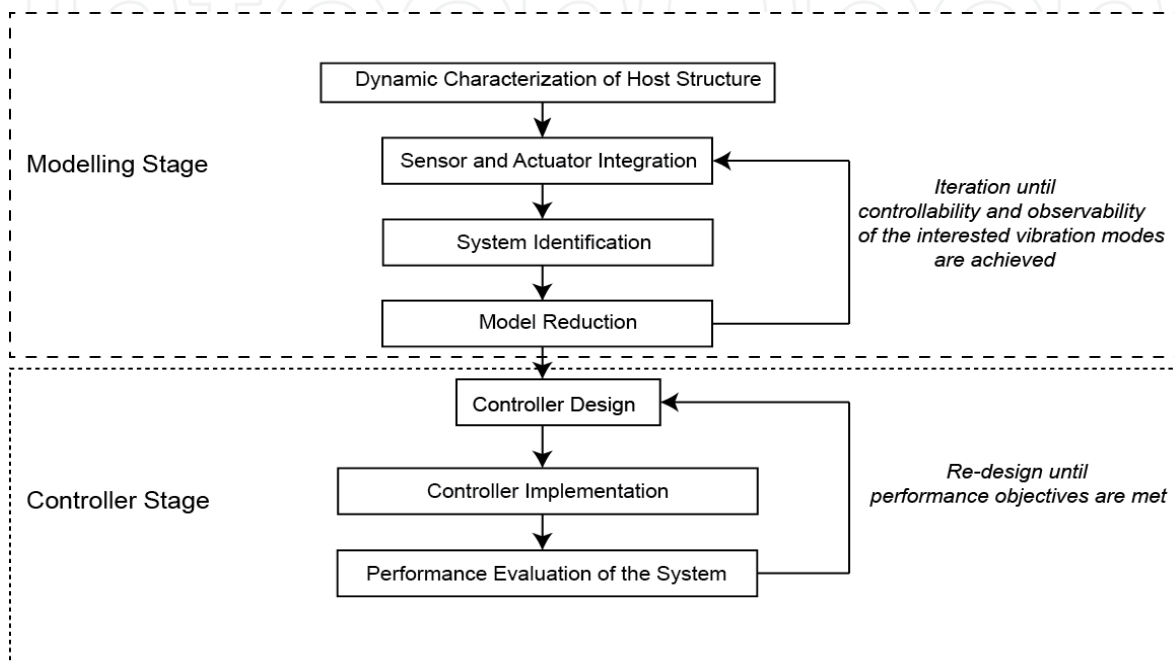 Dynamic Characterization of Host Structure
Modelling Stage
Sensor and Actuator Integration
System Identification
Model Reduction
Iteration until
controllability and observability
of the interested vibration modes
are achieved
Controller Design
Controller Stage
Controller Implementation
Performance Evaluation of the System
Re-design until
performance objectives are met